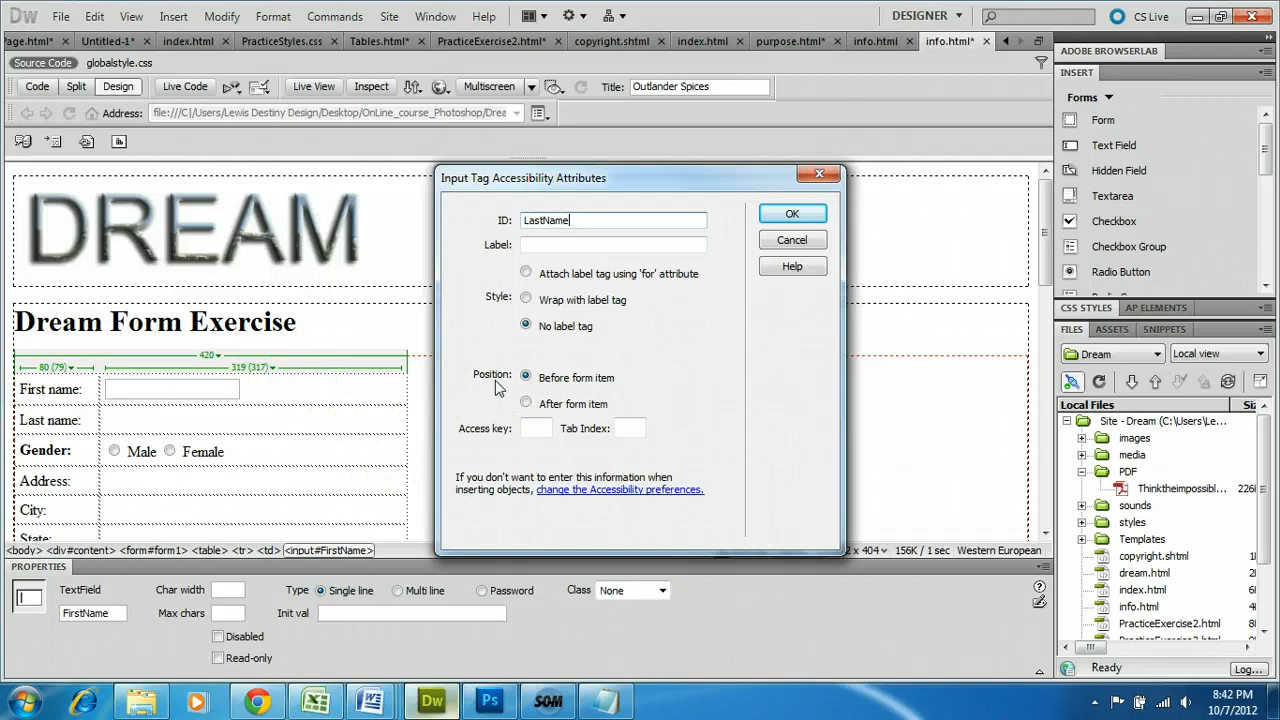 Dw File Edit View Insert Modify Format Commands Site Window Help DESIGNER CS Live
Page.html* Untitled-1* index.html PracticeStyles.css Tables.html* PracticeExercise2.html* copyright.shtml index.html purpose.html* info.html info.html*
Source Code globalstyle.css
Code Split Design Live Code Live View Inspect Multiscreen Title: Outlander Spices
Address: file:///C|/Users/Lewis Destiny Design/Desktop/OnLine_course_Photoshop/Drea
DREAM
Dream Form Exercise
420
80 (79) 319 (317)
First name:
Last name:
Gender: Male Female
Address:
City:
State:
Input Tag Accessibility Attributes
ID: LastName
Label:
Attach label tag using 'for' attribute
Style: Wrap with label tag
No label tag
Position: Before form item
After form item
Access key: Tab Index:
If you don't want to enter this information when
inserting objects, change the Accessibility preferences.
OK
Cancel
Help
<body> <div#content> <form#form1> <table> <tr> <td> <input#FirstName> x 404 156K / 1 sec Western European
PROPERTIES
TextField Char width Type Single line Multi line Password Class None
FirstName Max chars Init val
Disabled
Read-only
ADOBE BROWSERLAB
INSERT
Forms
Form
Text Field
Hidden Field
Textarea
Checkbox
Checkbox Group
Radio Button
CSS STYLES AP ELEMENTS
FILES ASSETS SNIPPETS
Dream Local view
Local Files Siz
Site - Dream (C:\Users\Le...
images
media
PDF
Thinktheimpossibl... 226
sounds
styles
Templates
copyright.shtml 1
dream.html 2
index.html 6
info.html 4
PracticeExercise2.html 8
Ready Log...
Dw Ps SOM
8:42 PM
10/7/2012